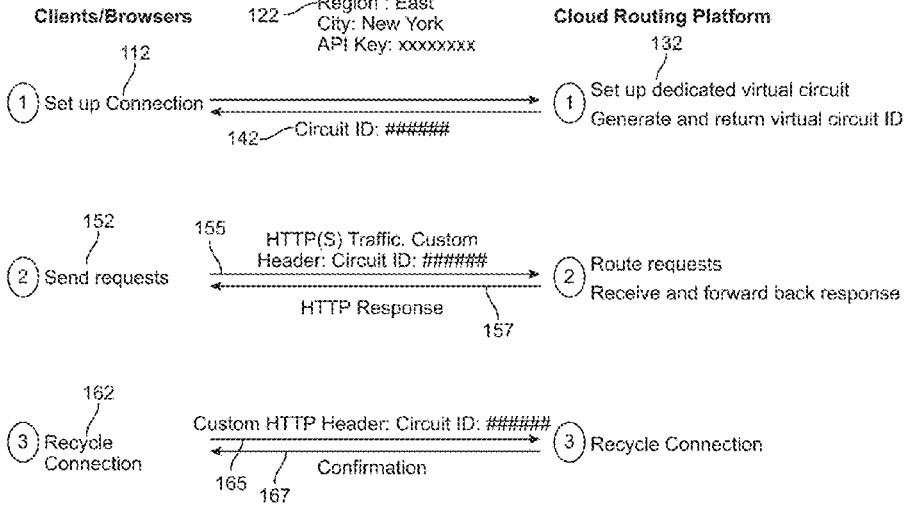 Clients/Browsers
122
Region : East
City: New York
API Key: xxxxxxxx
Cloud Routing Platform
112
132
1
Set up Connection
1
Set up dedicated virtual circuit
Generate and return virtual circuit ID
142
Circuit ID: ######
152
155
HTTP(S) Traffic. Custom
Header: Circuit ID: ######
2
Send requests
2
Route requests
Receive and forward back response
HTTP Response
157
162
Custom HTTP Header: Circuit ID: ######
3
Recycle
Connection
3
Recycle Connection
Confirmation
165
167